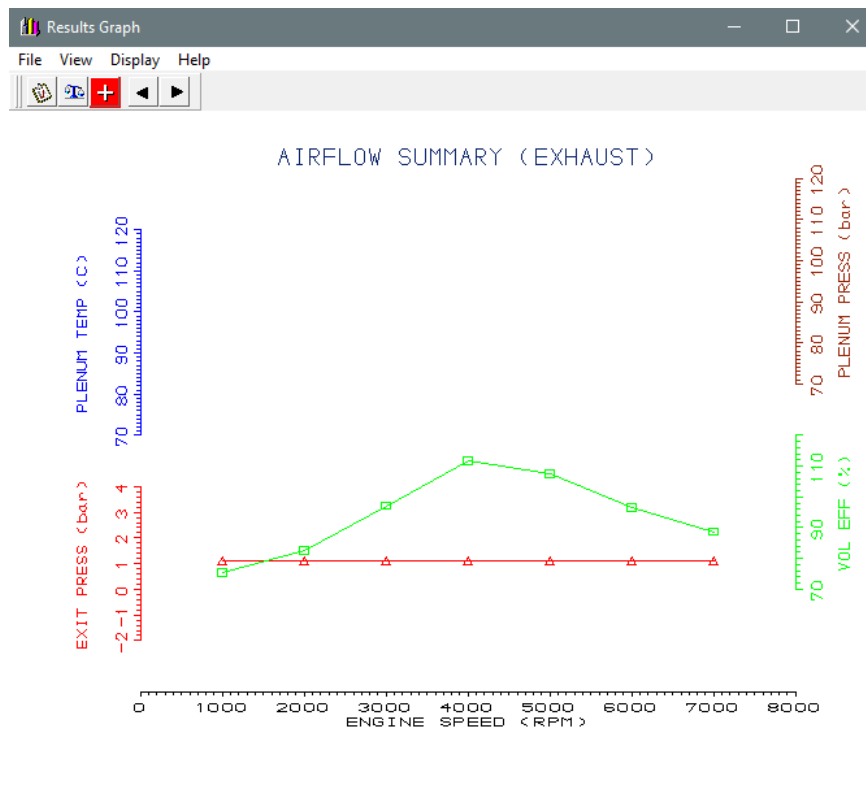 Results Graph
File View Display Help
AIRFLOW SUMMARY (EXHAUST)
PLENUM TEMP (C)
120
110
100
90
80
70
PLENUM PRESS (bar)
120
110
100
90
80
70
EXIT PRESS (bar)
4
3
2
1
0
-1
-2
VOL EFF (%)
110
90
70
0 1000 2000 3000 4000 5000 6000 7000 8000
ENGINE SPEED (RPM)